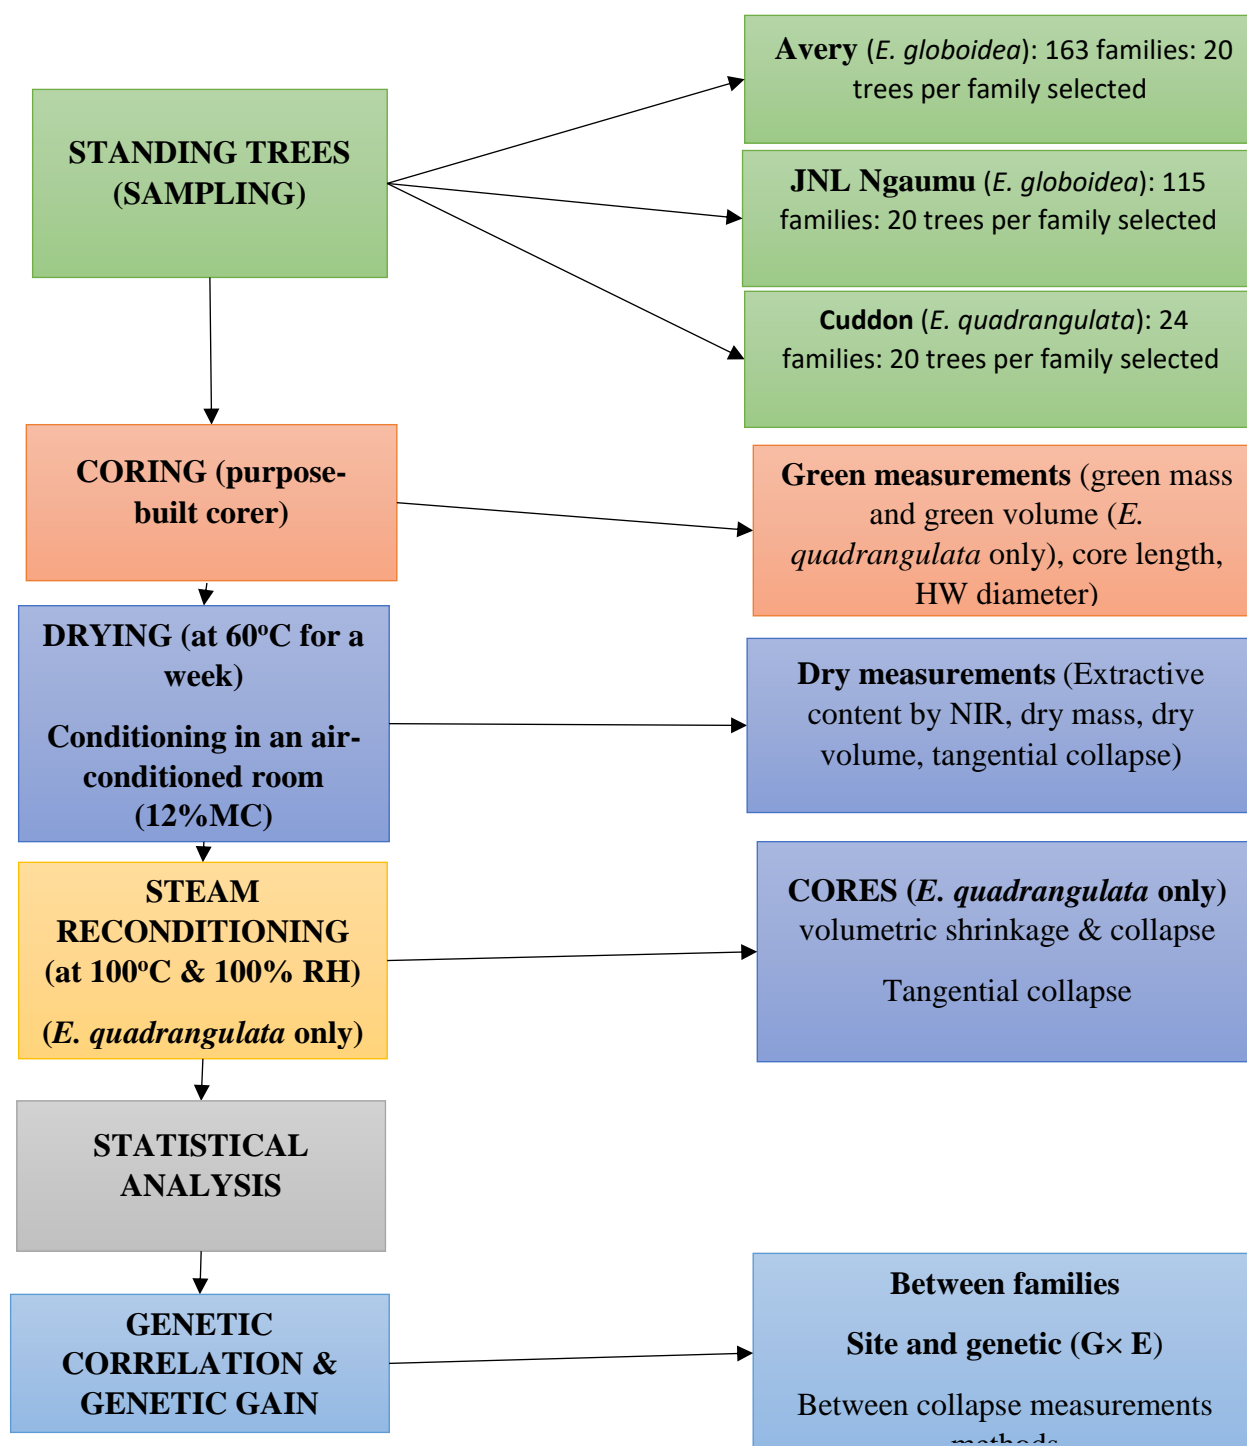 STANDING TREES
(SAMPLING)
Avery (E. globoidea): 163 families: 20
trees per family selected
JNL Ngaumu (E. globoidea): 115
families: 20 trees per family selected
Cuddon (E. quadrangulata): 24
families: 20 trees per family selected
CORING (purpose-
built corer)
Green measurements (green mass
and green volume (E.
quadrangulata only), core length,
HW diameter)
DRYING (at 60ºC for a
week)
Conditioning in an air-
conditioned room
(12%MC)
Dry measurements (Extractive
content by NIR, dry mass, dry
volume, tangential collapse)
STEAM
RECONDITIONING
(at 100ºC & 100% RH)
(E. quadrangulata only)
CORES (E. quadrangulata only)
volumetric shrinkage & collapse
Tangential collapse
STATISTICAL
ANALYSIS
GENETIC
CORRELATION &
GENETIC GAIN
Between families
Site and genetic (G× E)
Between collapse measurements
methods